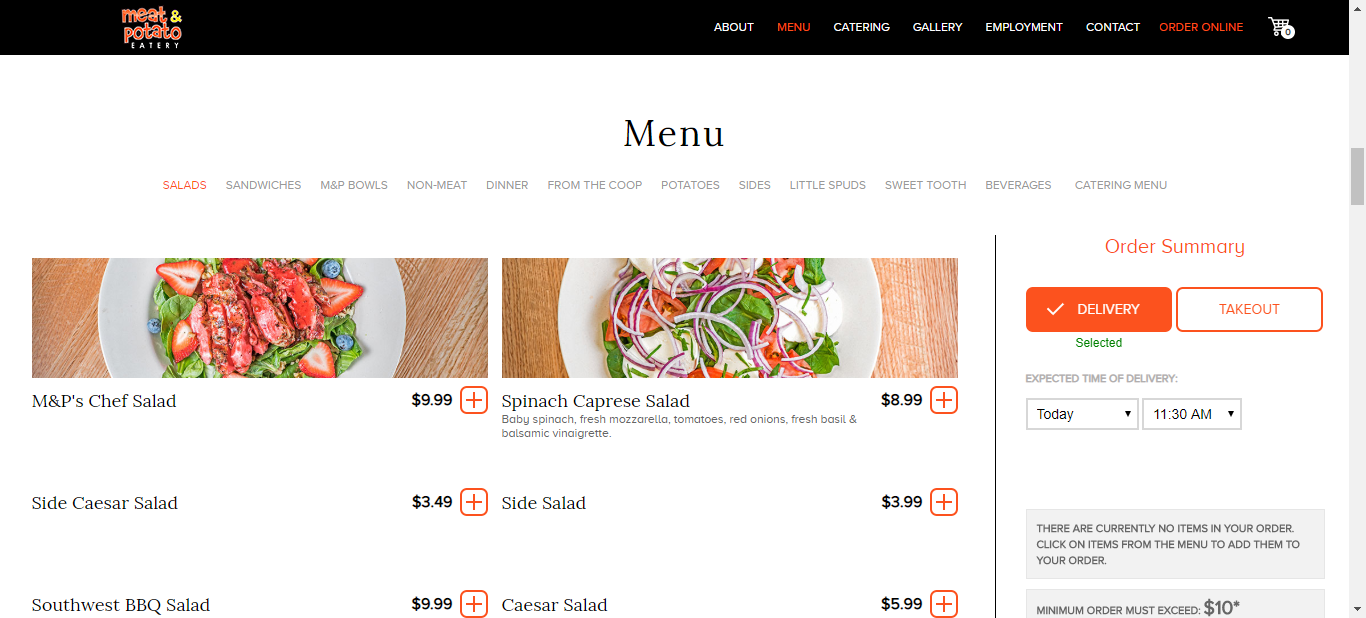 meat &
potato
EATERY
ABOUT MENU CATERING GALLERY EMPLOYMENT CONTACT ORDER ONLINE 0
Menu
SALADS SANDWICHES M&P BOWLS NON-MEAT DINNER FROM THE COOP POTATOES SIDES LITTLE SPUDS SWEET TOOTH BEVERAGES CATERING MENU
M&P's Chef Salad $9.99
Spinach Caprese Salad $8.99
Baby spinach, fresh mozzarella, tomatoes, red onions, fresh basil &
balsamic vinaigrette.
Side Caesar Salad $3.49
Side Salad $3.99
Southwest BBQ Salad $9.99
Caesar Salad $5.99
Order Summary
DELIVERY TAKEOUT
Selected
EXPECTED TIME OF DELIVERY:
Today 11:30 AM
THERE ARE CURRENTLY NO ITEMS IN YOUR ORDER.
CLICK ON ITEMS FROM THE MENU TO ADD THEM TO
YOUR ORDER.
MINIMUM ORDER MUST EXCEED: $10*